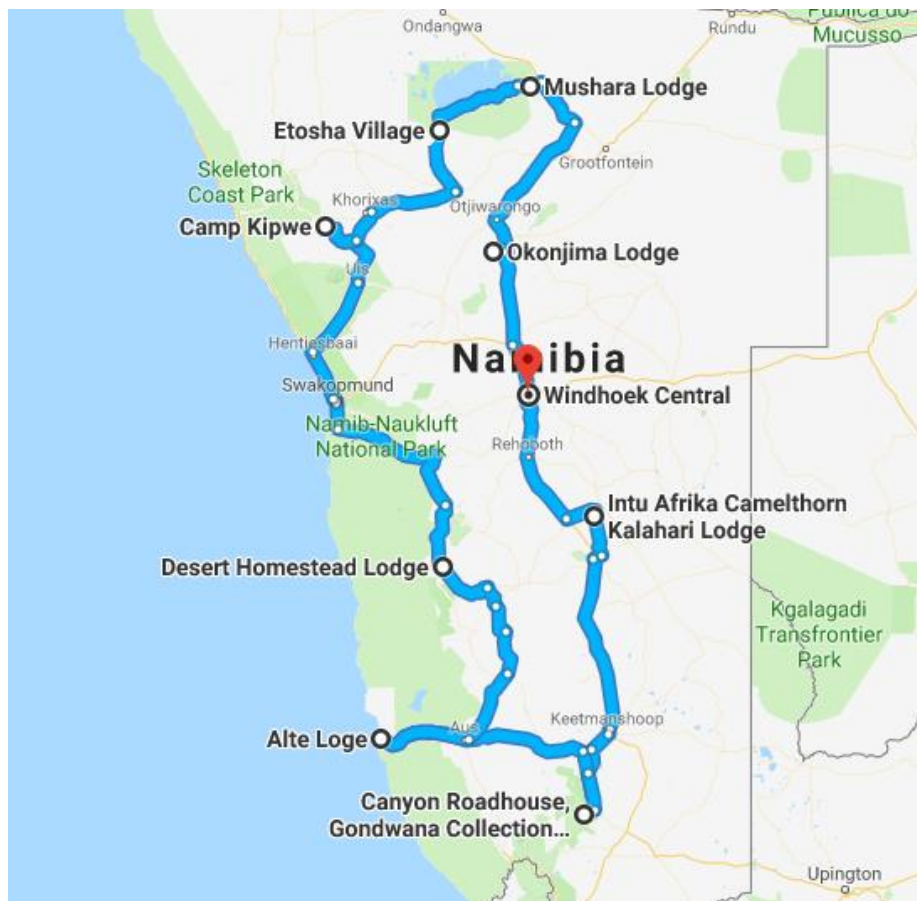 Pública do
Mucusso
Ondangwa
Rundu
Mushara Lodge
Etosha Village
Grootfontein
Skeleton
Coast Park
Khorixas
Otjiwarongo
Camp Kipwe
Okonjima Lodge
Uis
Hentiesbaai
Namibia
Swakopmund
Windhoek Central
Namib-Naukluft
National Park
Rehoboth
Intu Afrika Camelthorn
Kalahari Lodge
Desert Homestead Lodge
Kgalagadi
Transfrontier
Park
Keetmanshoop
Alte Loge
Aus
Canyon Roadhouse,
Gondwana Collection...
Upington